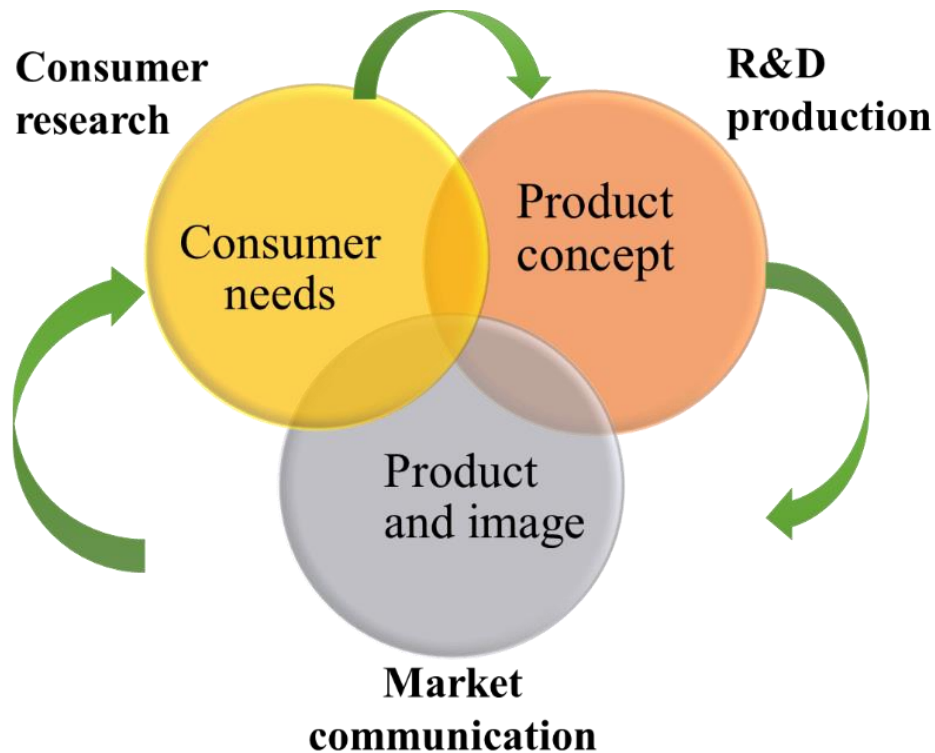 Consumer
research
R&D
production
Consumer
needs
Product
concept
Product
and image
Market
communication